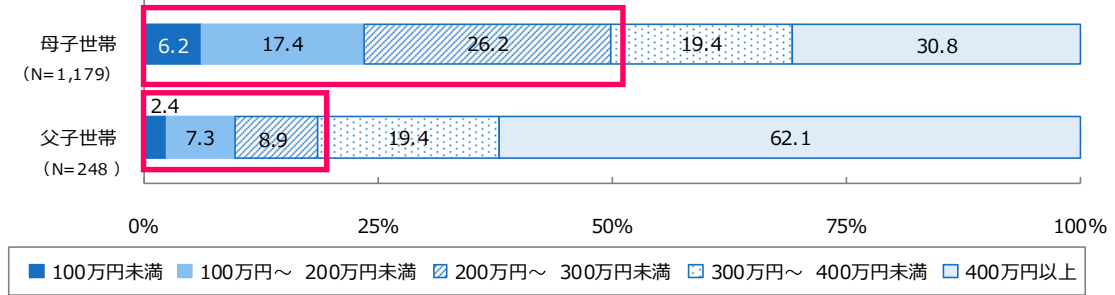 母子世帯
(N=1,179)
6.2 17.4 26.2 19.4 30.8
2.4
父子世帯
(N=248 )
7.3 8.9 19.4 62.1
0% 25% 50% 75% 100%
100万円未満 100万円～ 200万円未満 200万円～ 300万円未満 300万円～ 400万円未満 400万円以上